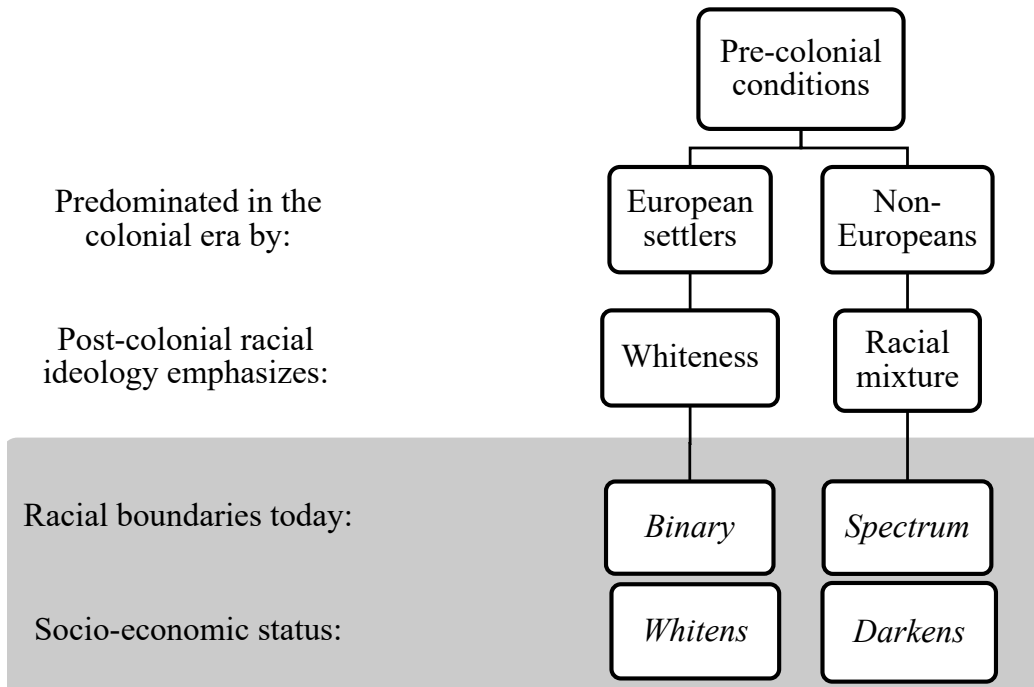 Pre-colonial
conditions
Predominated in the
colonial era by:
European
settlers
Non-
Europeans
Post-colonial racial
ideology emphasizes:
Whiteness
Racial
mixture
Racial boundaries today:
Binary
Spectrum
Socio-economic status:
Whitens
Darkens